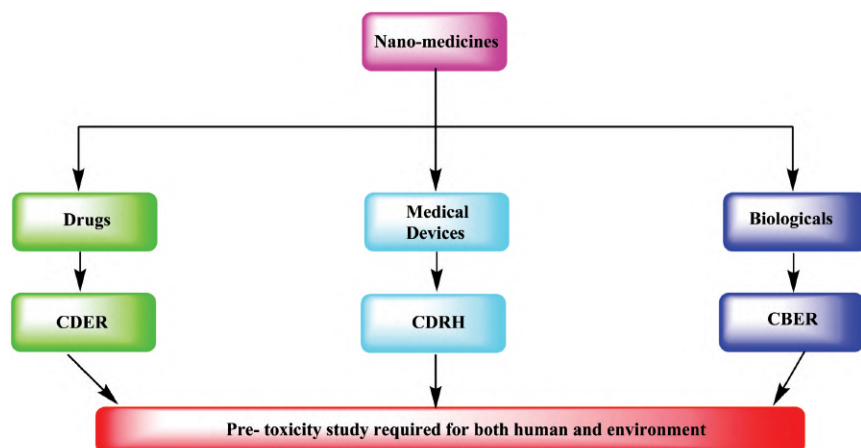 Nano-medicines
Drugs
Medical
Devices
Biologicals
CDER
CDRH
CBER
Pre- toxicity study required for both human and environment